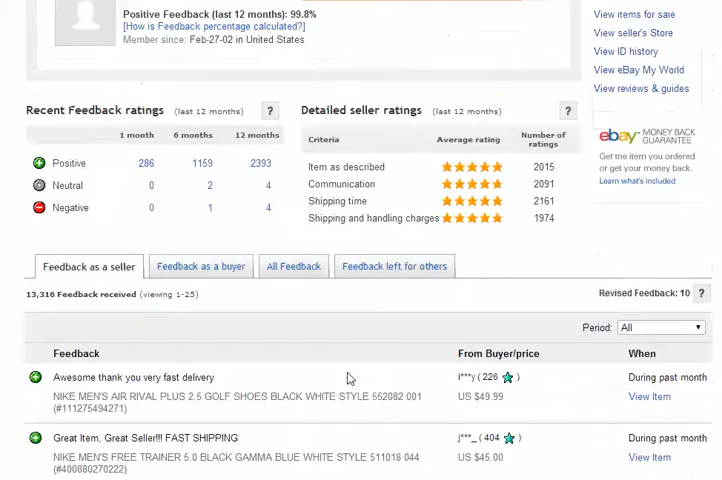 Positive Feedback (last 12 months): 99.8%
[How is Feedback percentage calculated?]
Member since: Feb-27-02 in United States
View items for sale
View seller's Store
View ID history
View eBay My World
View reviews & guides
Recent Feedback ratings (last 12 months) ?
1 month 6 months 12 months
Positive 286 1159 2393
Neutral 0 2 4
Negative 0 1 4
Detailed seller ratings (last 12 months) ?
Criteria Average rating Number of ratings
Item as described 2015
Communication 2091
Shipping time 2161
Shipping and handling charges 1974
ebay MONEY BACK GUARANTEE
Get the item you ordered
or get your money back.
Learn what's included
Feedback as a seller Feedback as a buyer All Feedback Feedback left for others
13,316 Feedback received (viewing 1-25)
Revised Feedback: 10 ?
Period: All
Feedback From Buyer/price When
Awesome thank you very fast delivery i***y ( 226 ) During past month
NIKE MEN'S AIR RIVAL PLUS 2.5 GOLF SHOES BLACK WHITE STYLE 552082 001 US $49.99 View Item
(#111275494271)
Great Item, Great Seller!!! FAST SHIPPING j***_ ( 404 ) During past month
NIKE MEN'S FREE TRAINER 5.0 BLACK GAMMA BLUE WHITE STYLE 511018 044 US $45.00 View Item
(#400880270222)